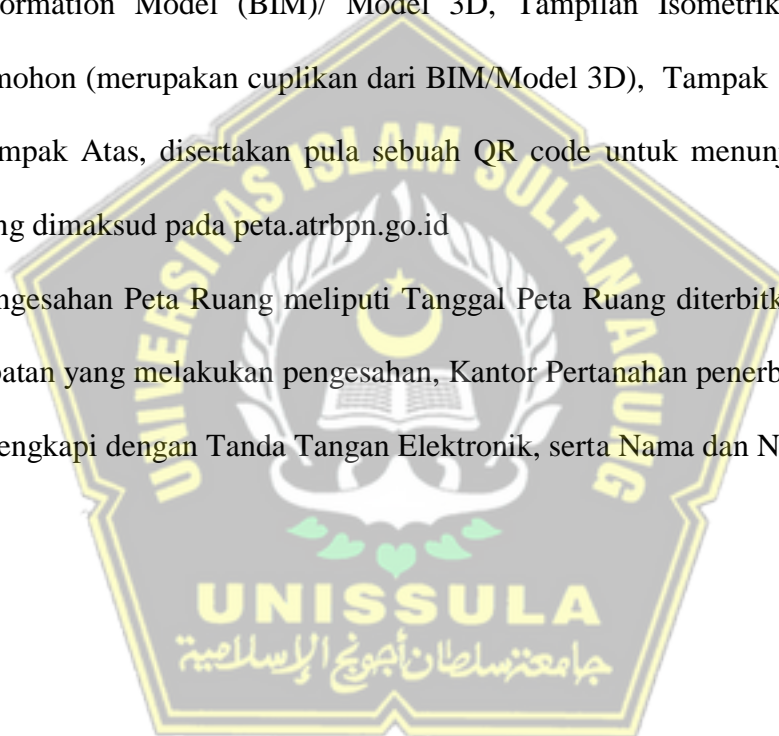 formation Model (BIM)/ Model 3D, Tampilan Isometrik
mohon (merupakan cuplikan dari BIM/Model 3D), Tampak
mpak Atas, disertakan pula sebuah QR code untuk menunj
ng dimaksud pada peta.atrbpn.go.id
ngesahan Peta Ruang meliputi Tanggal Peta Ruang diterbitk
batan yang melakukan pengesahan, Kantor Pertanahan penerb
lengkapi dengan Tanda Tangan Elektronik, serta Nama dan N
UNIVERSITAS ISLAM SULTAN AGUNG
UNISSULA
جامعة سلطان أجونج الإسلامية